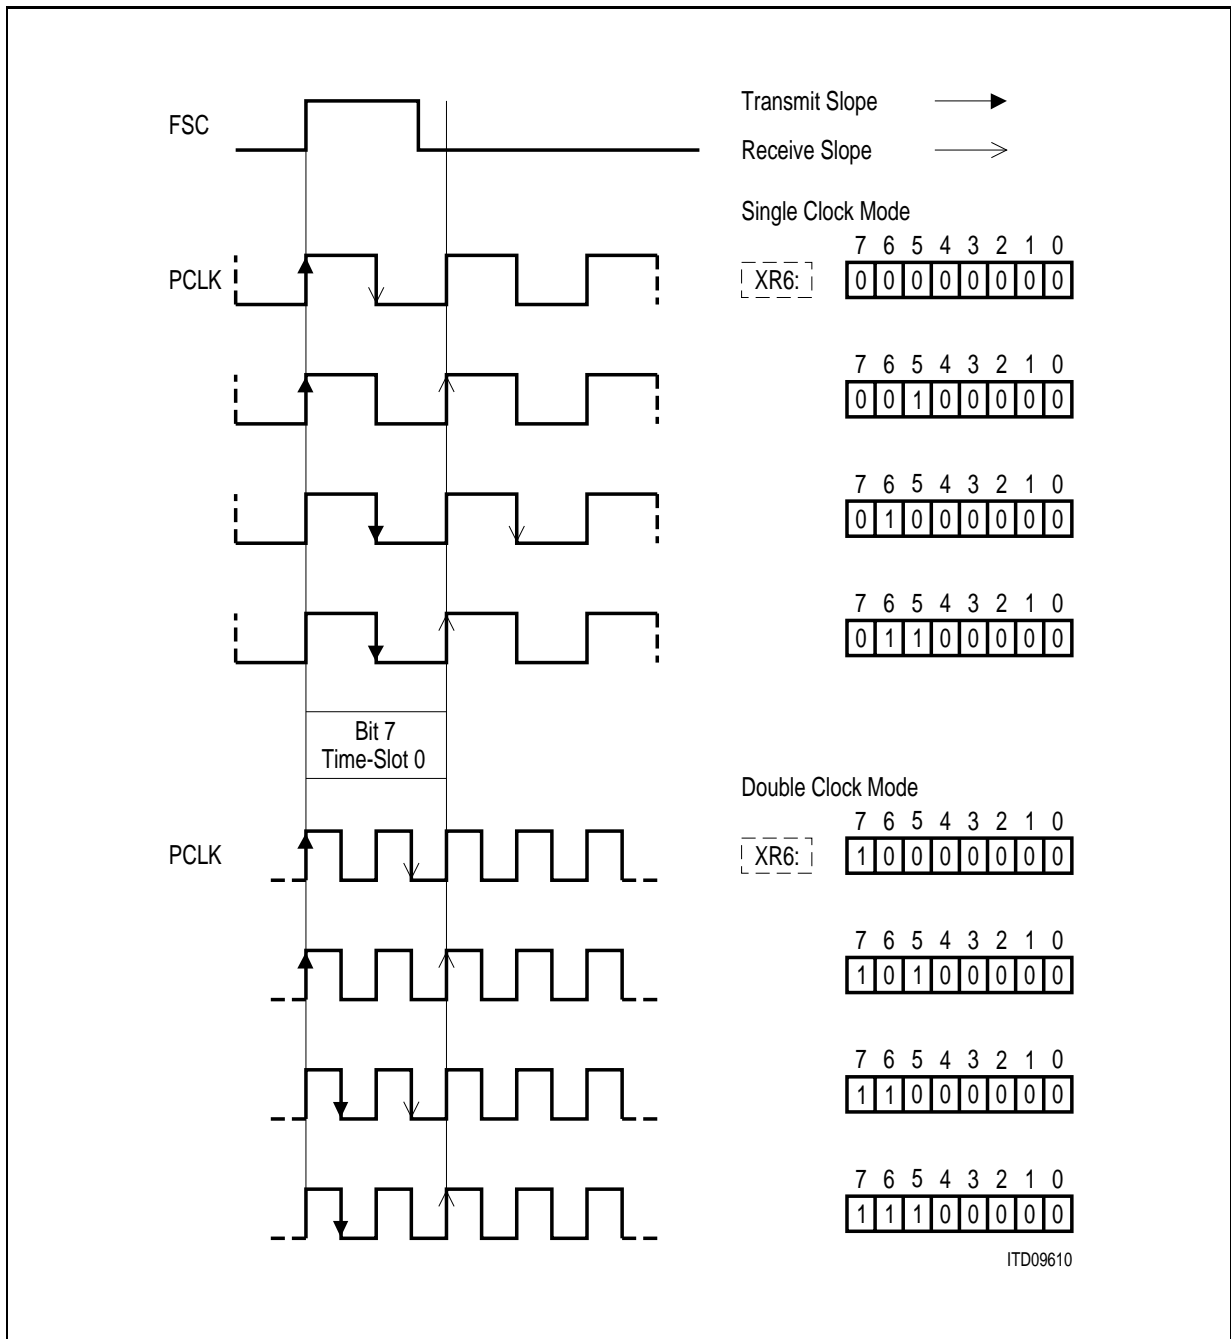 Transmit Slope
FSC
Receive Slope
Single Clock Mode
7 6 5 4 3 2 1 0
PCLK
XR6: 0 0 0 0 0 0 0 0
7 6 5 4 3 2 1 0
0 0 1 0 0 0 0 0
7 6 5 4 3 2 1 0
0 1 0 0 0 0 0 0
7 6 5 4 3 2 1 0
0 1 1 0 0 0 0 0
Bit 7
Time-Slot 0
Double Clock Mode
7 6 5 4 3 2 1 0
PCLK
XR6: 1 0 0 0 0 0 0 0
7 6 5 4 3 2 1 0
1 0 1 0 0 0 0 0
7 6 5 4 3 2 1 0
1 1 0 0 0 0 0 0
7 6 5 4 3 2 1 0
1 1 1 0 0 0 0 0
ITD09610